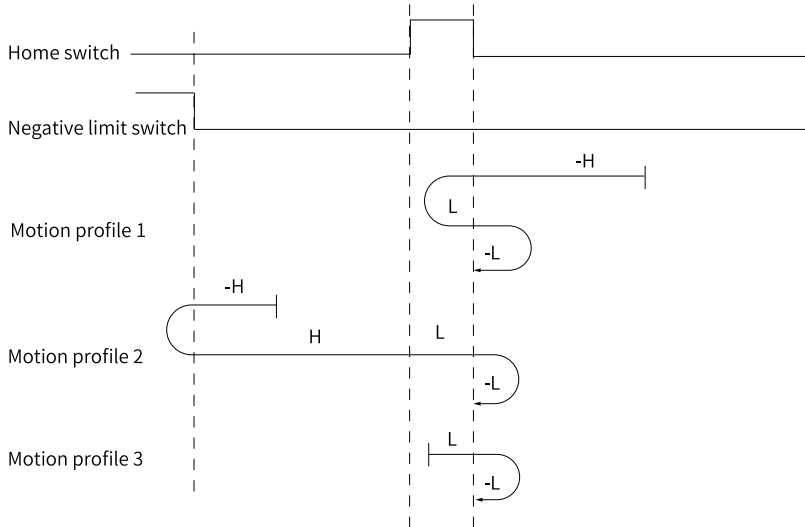 Home switch
Negative limit switch
-H
L
Motion profile 1
-L
-H
H
L
Motion profile 2
-L
L
Motion profile 3
-L